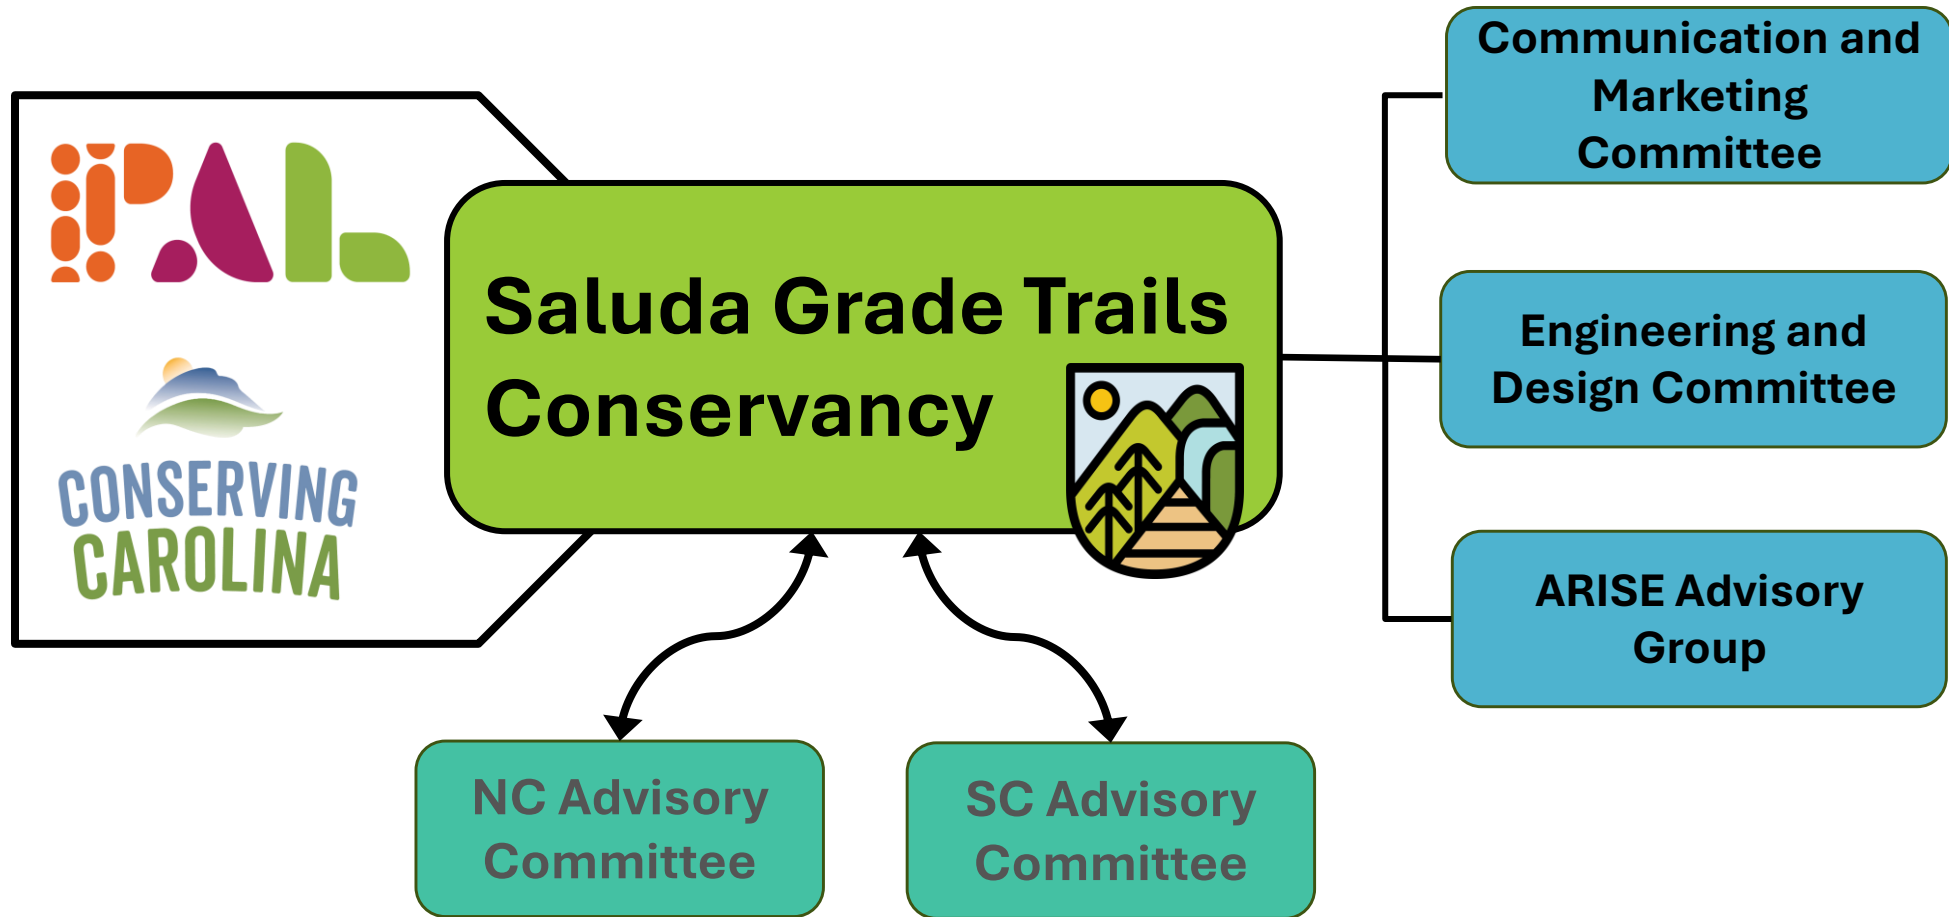 PAL
CONSERVING
CAROLINA
Saluda Grade Trails
Conservancy
Communication and
Marketing
Committee
Engineering and
Design Committee
ARISE Advisory
Group
NC Advisory
Committee
SC Advisory
Committee